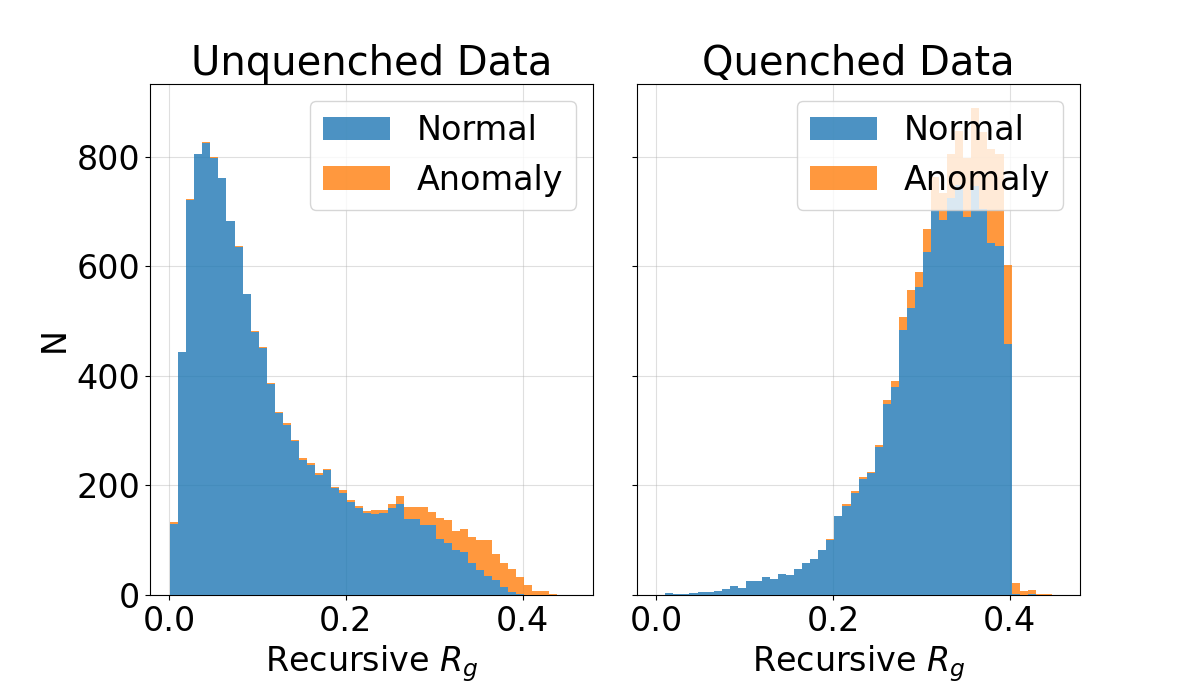 Unquenched Data
Normal
Anomaly
800
600
400
200
0
N
0.0 0.2 0.4
Recursive R_g
Quenched Data
Normal
Anomaly
0.0 0.2 0.4
Recursive R_g